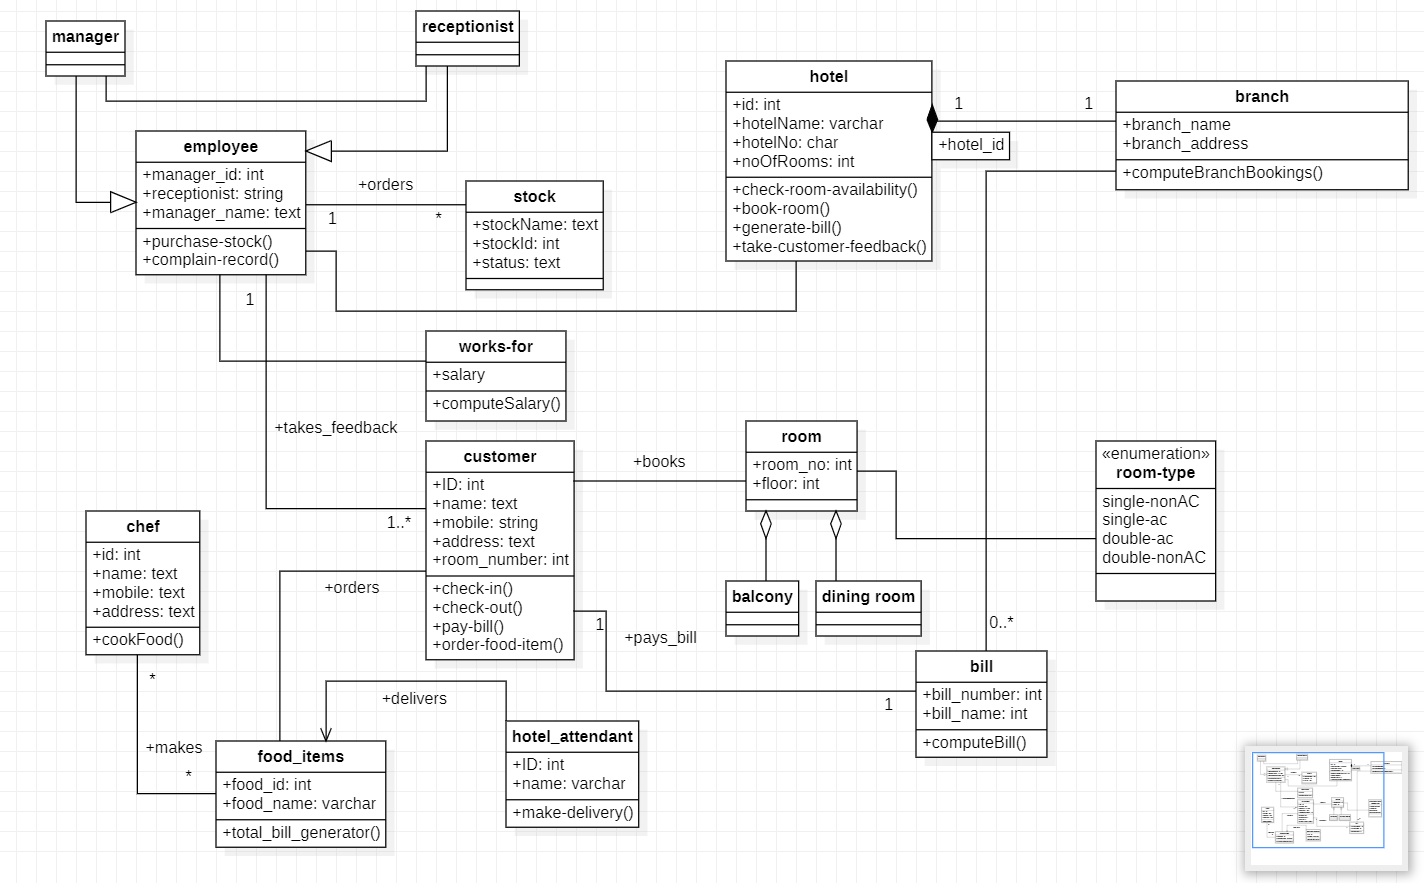 manager
receptionist
employee
+manager_id: int
+receptionist: string
+manager_name: text
+purchase-stock()
+complain-record()
+orders
1
*
stock
+stockName: text
+stockId: int
+status: text
hotel
+id: int
+hotelName: varchar
+hotelNo: char
+noOfRooms: int
+check-room-availability()
+book-room()
+generate-bill()
+take-customer-feedback()
1
1
+hotel_id
branch
+branch_name
+branch_address
+computeBranchBookings()
1
works-for
+salary
+computeSalary()
+takes_feedback
1..*
customer
+ID: int
+name: text
+mobile: string
+address: text
+room_number: int
+check-in()
+check-out()
+pay-bill()
+order-food-item()
+books
room
+room_no: int
+floor: int
balcony
dining room
«enumeration»
room-type
single-nonAC
single-ac
double-ac
double-nonAC
chef
+id: int
+name: text
+mobile: text
+address: text
+cookFood()
+orders
1
+pays_bill
1
0..*
bill
+bill_number: int
+bill_name: int
+computeBill()
*
+makes
*
+delivers
food_items
+food_id: int
+food_name: varchar
+total_bill_generator()
hotel_attendant
+ID: int
+name: varchar
+make-delivery()